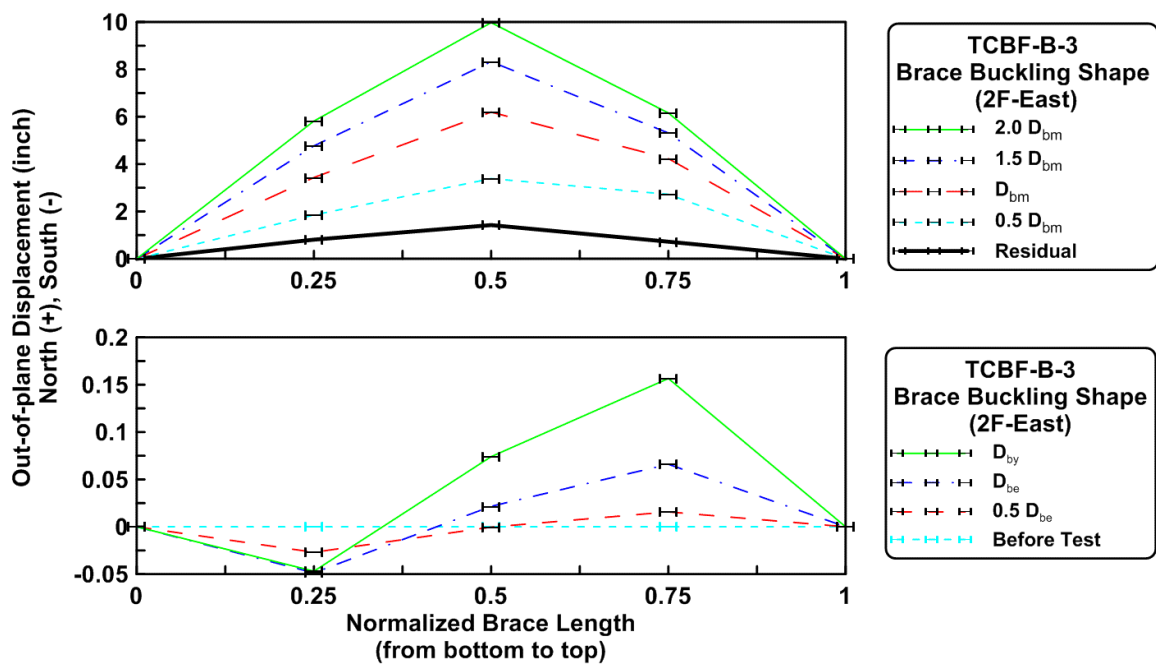 Out-of-plane Displacement (inch)
North (+), South (-)
10
8
6
4
2
0
0
0.25
0.5
0.75
1
TCBF-B-3
Brace Buckling Shape
(2F-East)
2.0 Dbm
1.5 Dbm
Dbm
0.5 Dbm
Residual
0.2
0.15
0.1
0.05
0
-0.05
0
0.25
0.5
0.75
1
Normalized Brace Length
(from bottom to top)
TCBF-B-3
Brace Buckling Shape
(2F-East)
Dby
Dbe
0.5 Dbe
Before Test